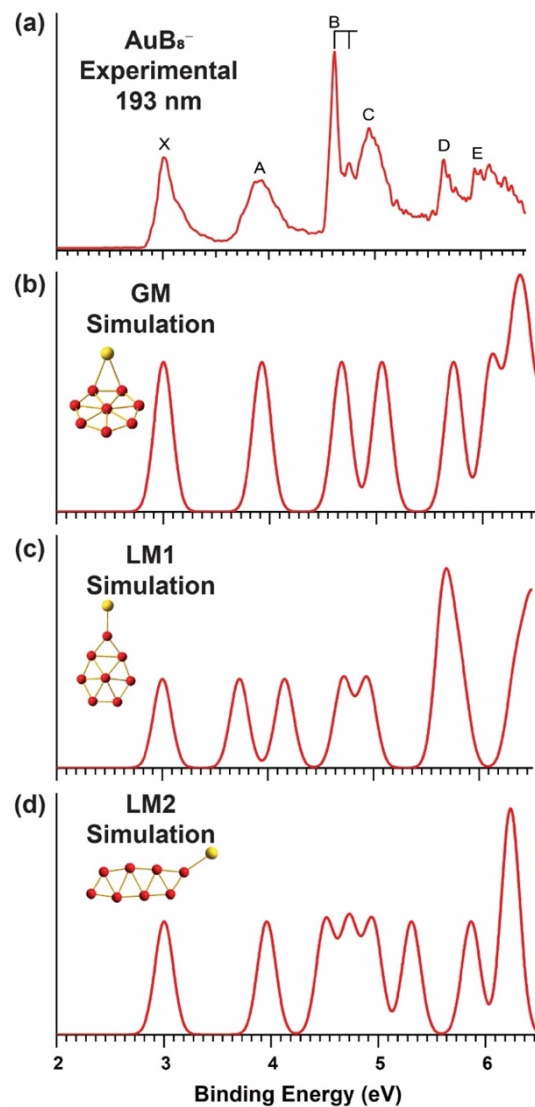 (a)
AuB₈⁻
Experimental
193 nm
X
A
B
C
D
E
(b)
GM
Simulation
(c)
LM1
Simulation
(d)
LM2
Simulation
2 3 4 5 6
Binding Energy (eV)